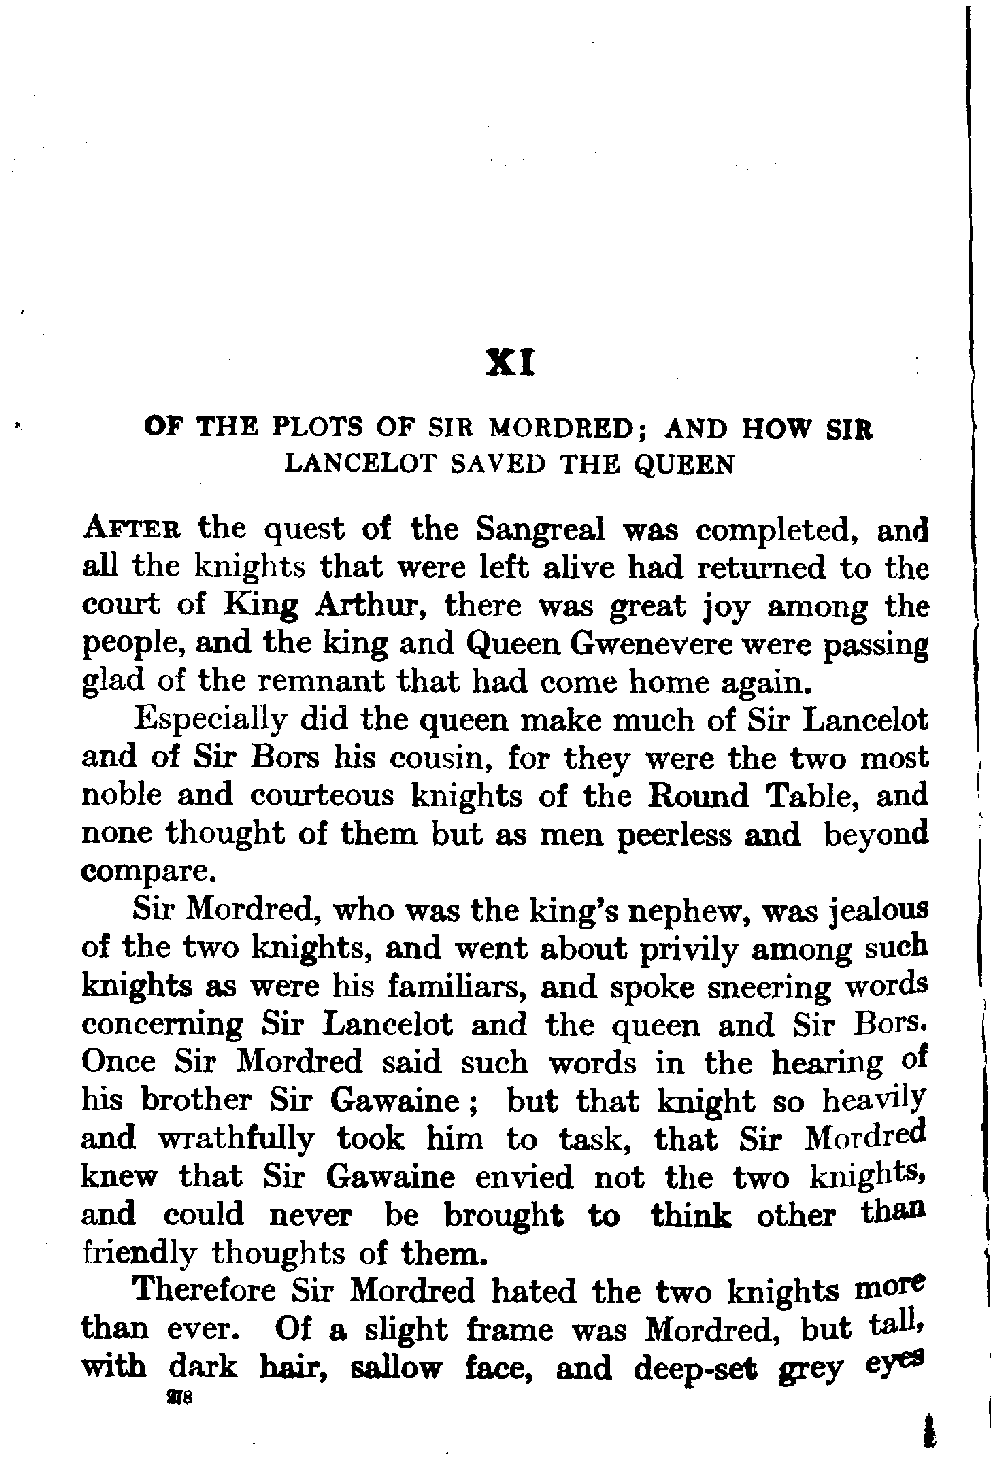 XI
OF THE PLOTS OF SIR MORDRED; AND HOW SIR
LANCELOT SAVED THE QUEEN
AFTER the quest of the Sangreal was completed, and
all the knights that were left alive had returned to the
court of King Arthur, there was great joy among the
people, and the king and Queen Gwenevere were passing
glad of the remnant that had come home again.
Especially did the queen make much of Sir Lancelot
and of Sir Bors his cousin, for they were the two most
noble and courteous knights of the Round Table, and
none thought of them but as men peerless and beyond
compare.
Sir Mordred, who was the king's nephew, was jealous
of the two knights, and went about privily among such
knights as were his familiars, and spoke sneering words
concerning Sir Lancelot and the queen and Sir Bors.
Once Sir Mordred said such words in the hearing of
his brother Sir Gawaine; but that knight so heavily
and wrathfully took him to task, that Sir Mordred
knew that Sir Gawaine envied not the two knights,
and could never be brought to think other than
friendly thoughts of them.
Therefore Sir Mordred hated the two knights more
than ever. Of a slight frame was Mordred, but tall,
with dark hair, sallow face, and deep-set grey eyes
278